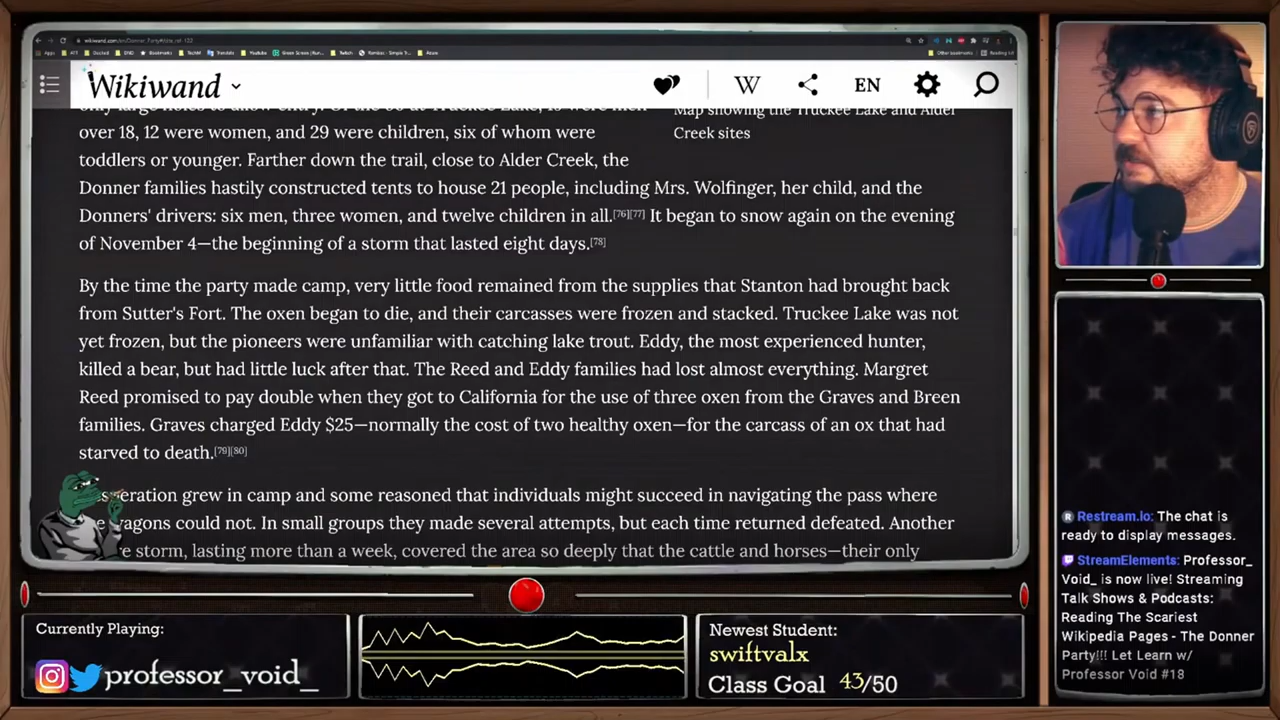 Wikiwand
W
EN
Map showing the Truckee Lake and Alder
Creek sites
over 18, 12 were women, and 29 were children, six of whom were
toddlers or younger. Farther down the trail, close to Alder Creek, the
Donner families hastily constructed tents to house 21 people, including Mrs. Wolfinger, her child, and the
Donners' drivers: six men, three women, and twelve children in all.[76][77] It began to snow again on the evening
of November 4—the beginning of a storm that lasted eight days.[78]
By the time the party made camp, very little food remained from the supplies that Stanton had brought back
from Sutter's Fort. The oxen began to die, and their carcasses were frozen and stacked. Truckee Lake was not
yet frozen, but the pioneers were unfamiliar with catching lake trout. Eddy, the most experienced hunter,
killed a bear, but had little luck after that. The Reed and Eddy families had lost almost everything. Margret
Reed promised to pay double when they got to California for the use of three oxen from the Graves and Breen
families. Graves charged Eddy $25—normally the cost of two healthy oxen—for the carcass of an ox that had
starved to death.[79][80]
eration grew in camp and some reasoned that individuals might succeed in navigating the pass where
wagons could not. In small groups they made several attempts, but each time returned defeated. Another
storm, lasting more than a week, covered the area so deeply that the cattle and horses—their only
Currently Playing:
professor_void_
Newest Student:
swiftvalx
Class Goal 43/50
Restream.io: The chat is
ready to display messages.
StreamElements: Professor_
Void_ is now live! Streaming
Talk Shows & Podcasts:
Reading The Scariest
Wikipedia Pages - The Donner
Party!!! Let Learn w/
Professor Void #18